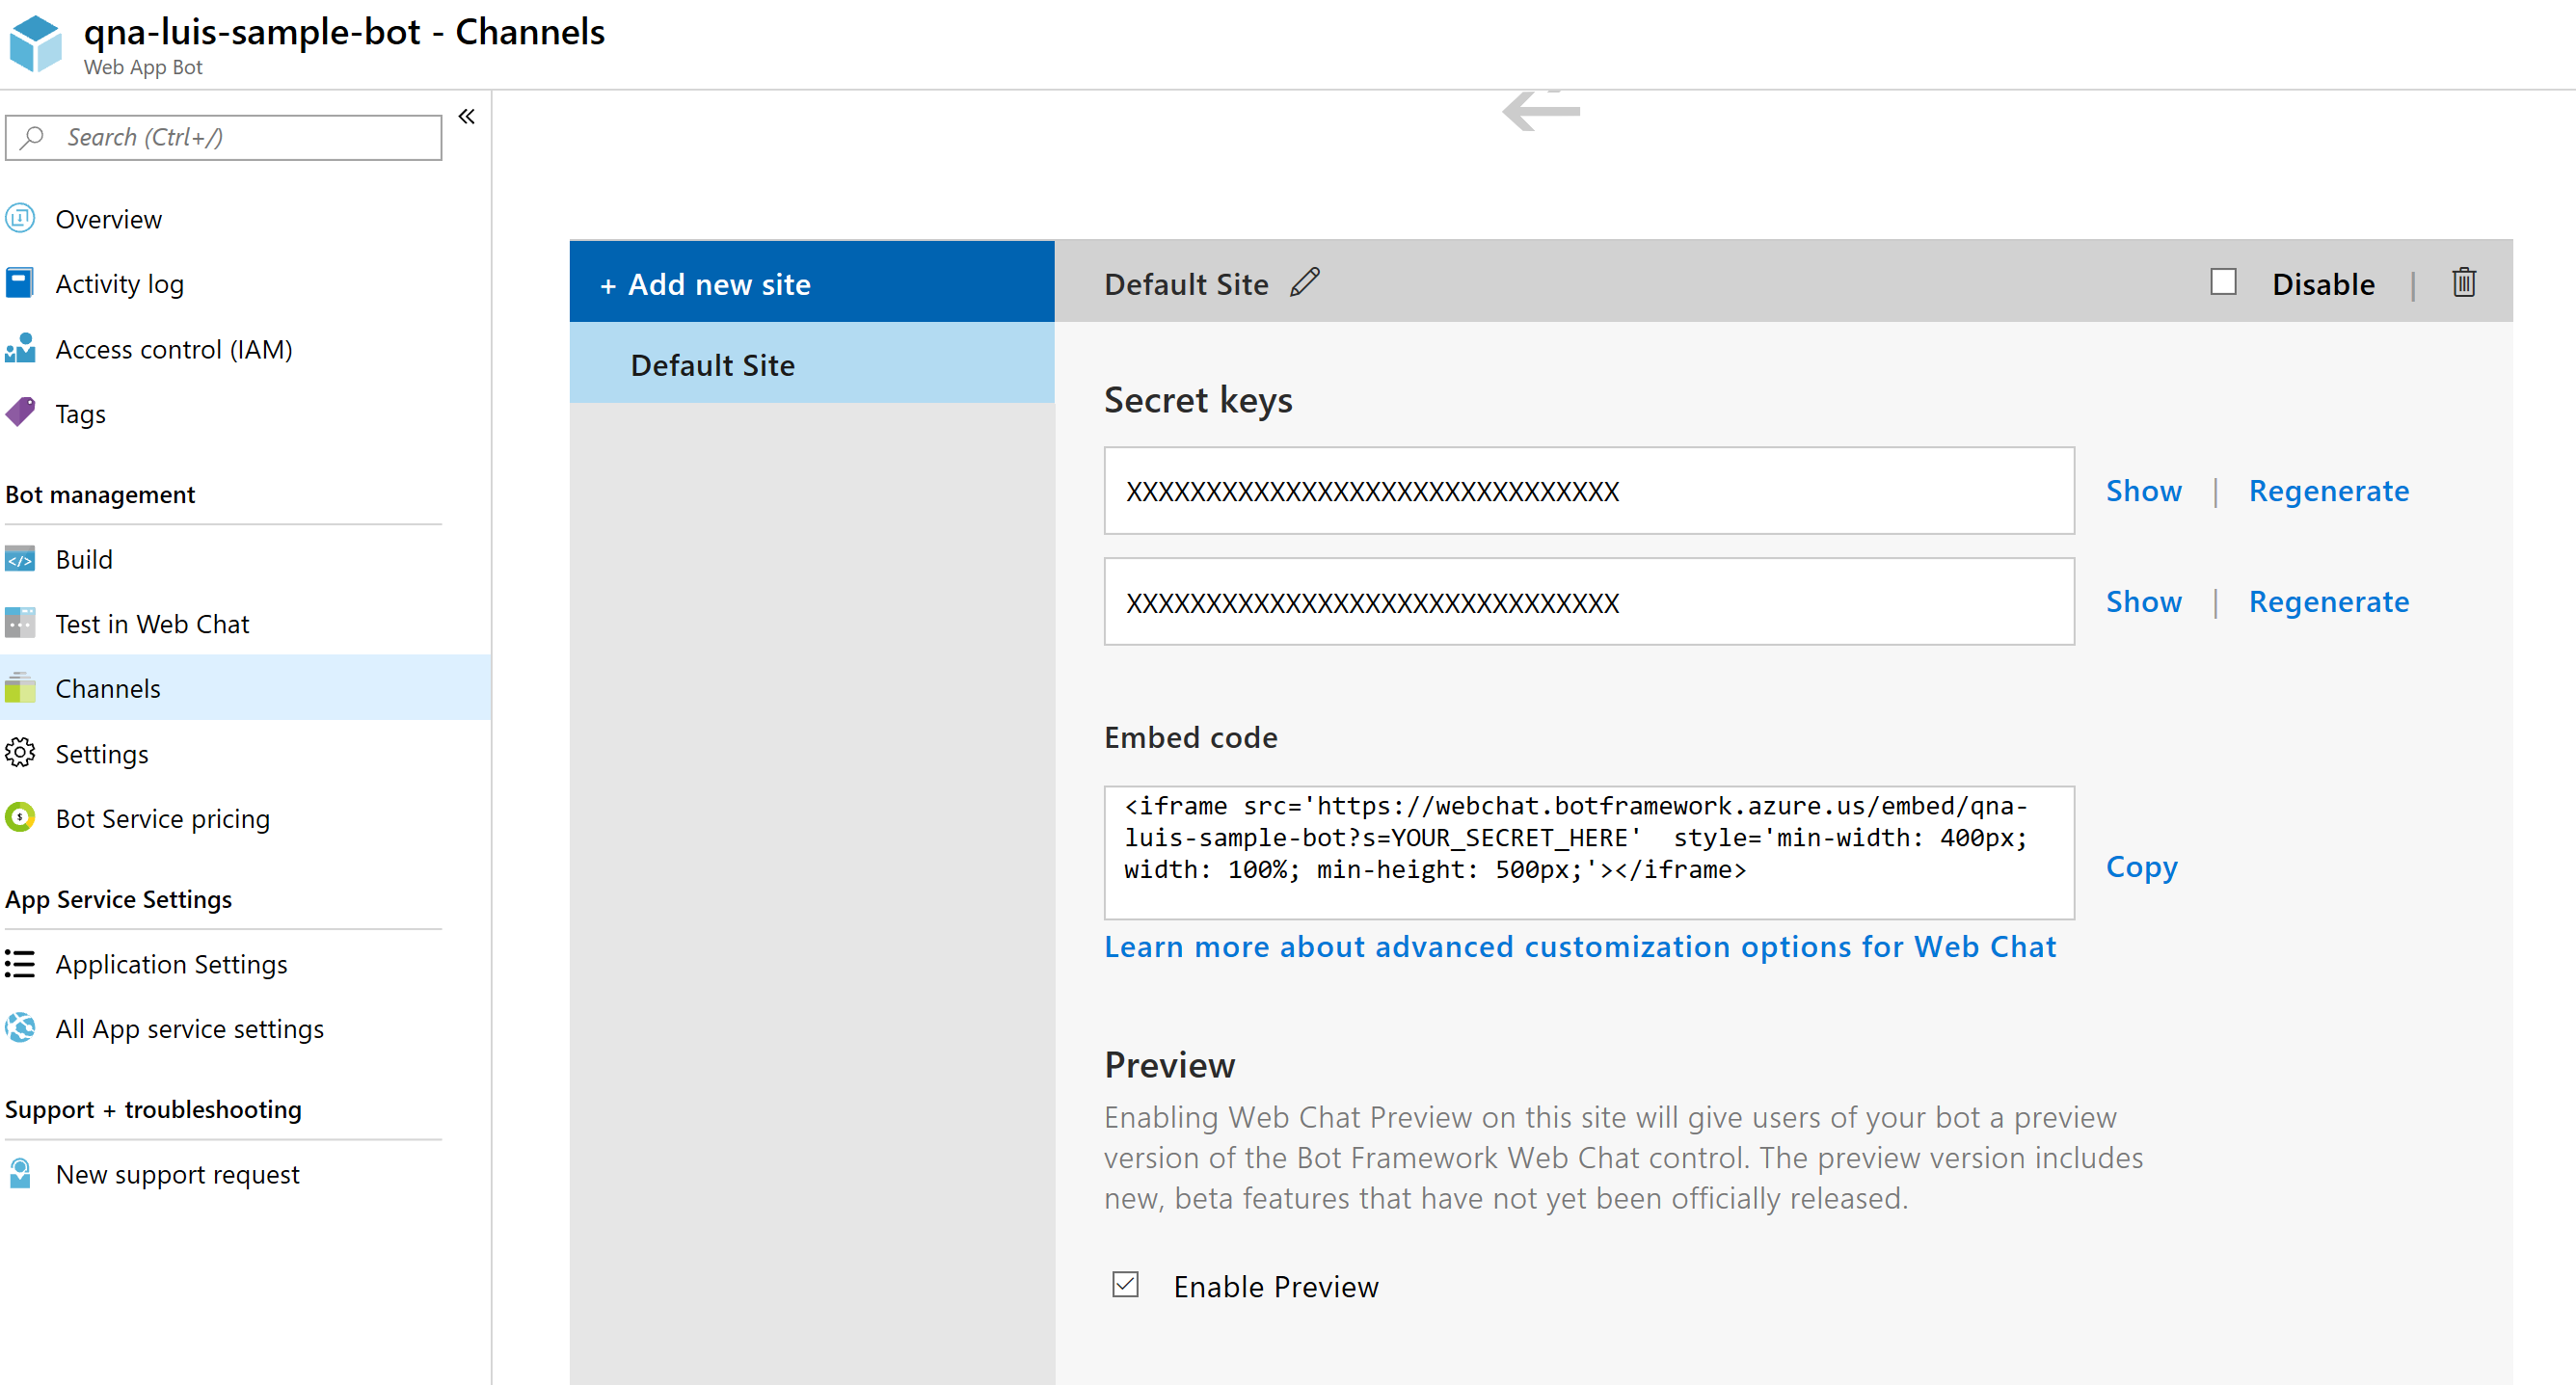 qna-luis-sample-bot - Channels
Web App Bot
Search (Ctrl+/)
Overview
Activity log
Access control (IAM)
Tags
Bot management
Build
Test in Web Chat
Channels
Settings
Bot Service pricing
App Service Settings
Application Settings
All App service settings
Support + troubleshooting
New support request
+ Add new site
Default Site
Default Site
Disable
Secret keys
XXXXXXXXXXXXXXXXXXXXXXXXXXXXXXX
Show | Regenerate
XXXXXXXXXXXXXXXXXXXXXXXXXXXXXXX
Show | Regenerate
Embed code
<iframe src='https://webchat.botframework.azure.us/embed/qna-
luis-sample-bot?s=YOUR_SECRET_HERE'  style='min-width: 400px;
width: 100%; min-height: 500px;'></iframe>
Copy
Learn more about advanced customization options for Web Chat
Preview
Enabling Web Chat Preview on this site will give users of your bot a preview
version of the Bot Framework Web Chat control. The preview version includes
new, beta features that have not yet been officially released.
Enable Preview